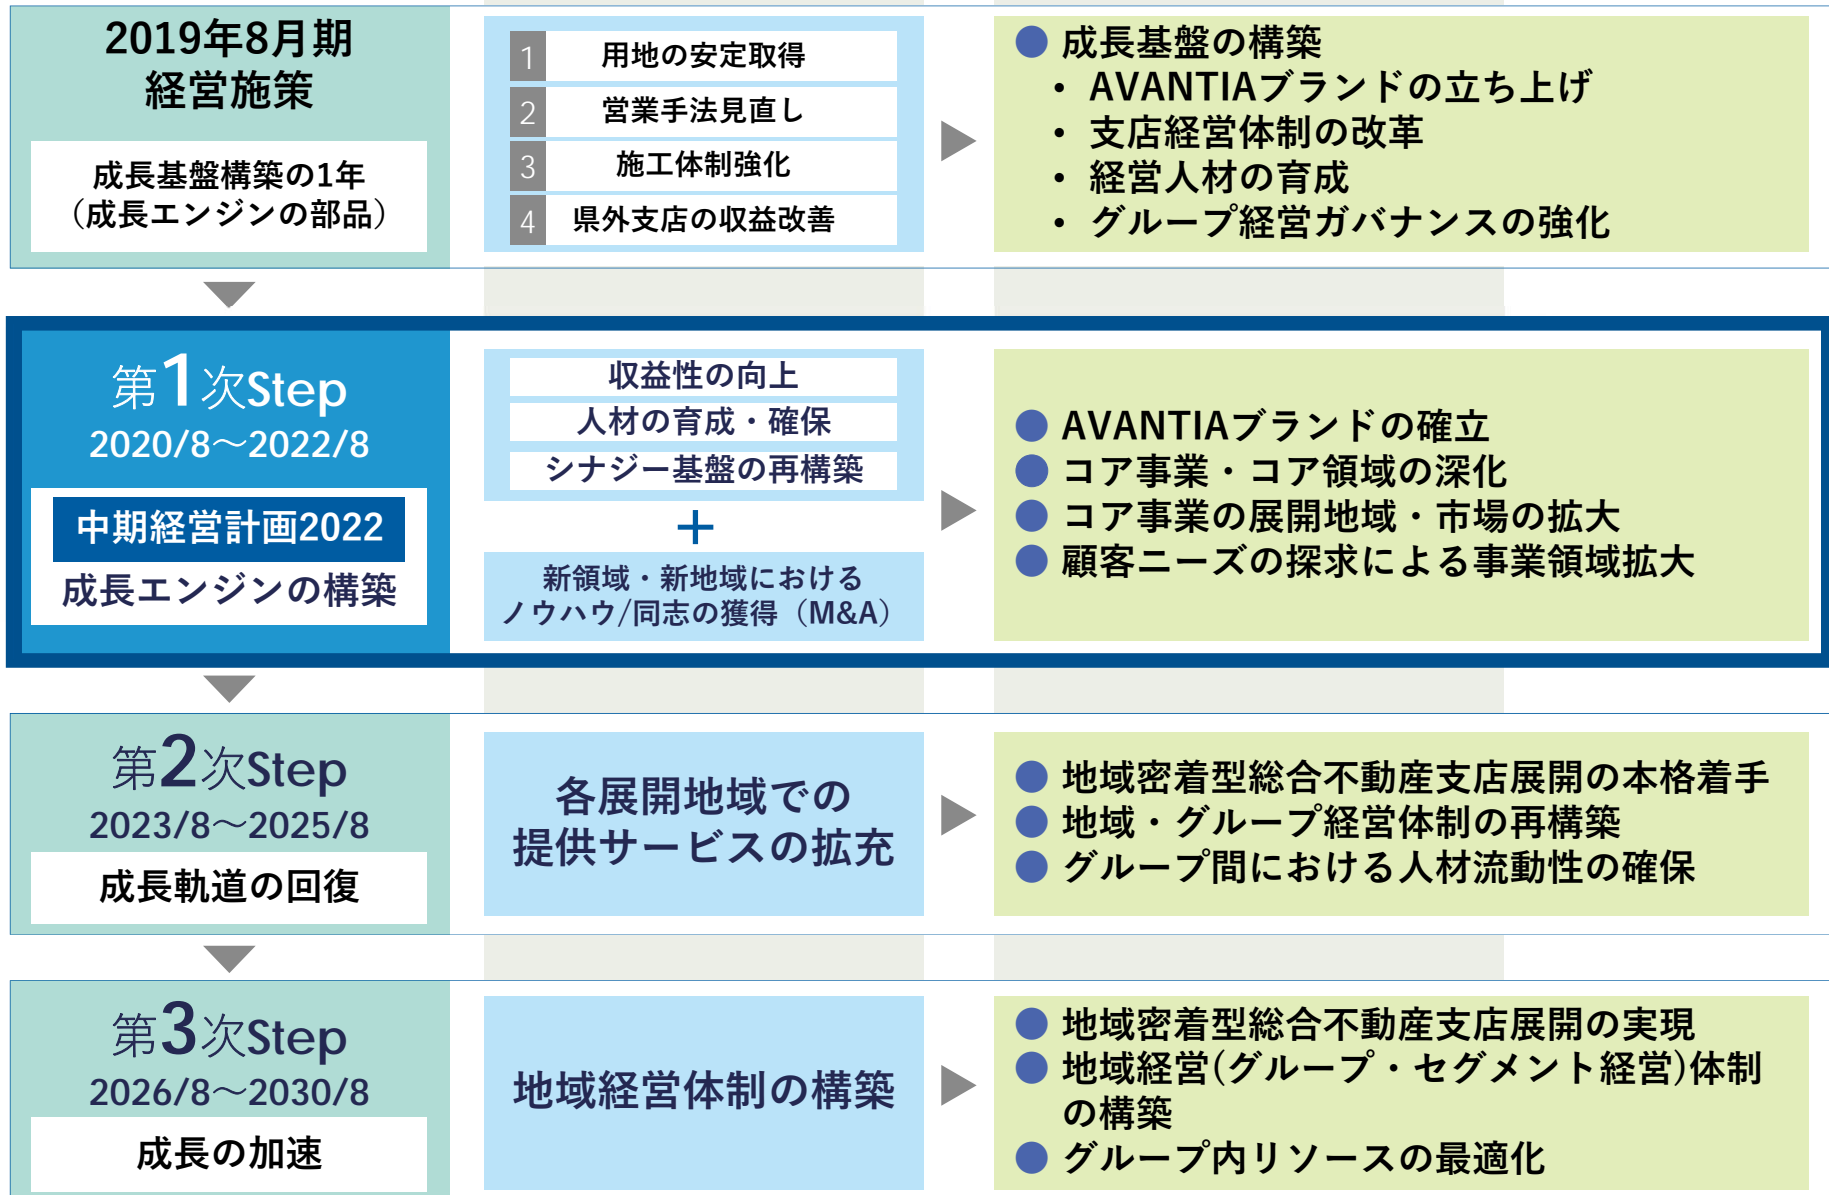 2019年8月期
経営施策
成長基盤構築の1年
（成長エンジンの部品）
1 用地の安定取得
2 営業手法見直し
3 施工体制強化
4 県外支店の収益改善
● 成長基盤の構築
・ AVANTIAブランドの立ち上げ
・ 支店経営体制の改革
・ 経営人材の育成
・ グループ経営ガバナンスの強化
第1次Step
2020/8～2022/8
中期経営計画2022
成長エンジンの構築
収益性の向上
人材の育成・確保
シナジー基盤の再構築
＋
新領域・新地域における
ノウハウ/同志の獲得（M&A）
● AVANTIAブランドの確立
● コア事業・コア領域の深化
● コア事業の展開地域・市場の拡大
● 顧客ニーズの探求による事業領域拡大
第2次Step
2023/8～2025/8
成長軌道の回復
各展開地域での
提供サービスの拡充
● 地域密着型総合不動産支店展開の本格着手
● 地域・グループ経営体制の再構築
● グループ間における人材流動性の確保
第3次Step
2026/8～2030/8
成長の加速
地域経営体制の構築
● 地域密着型総合不動産支店展開の実現
● 地域経営(グループ・セグメント経営)体制
の構築
● グループ内リソースの最適化